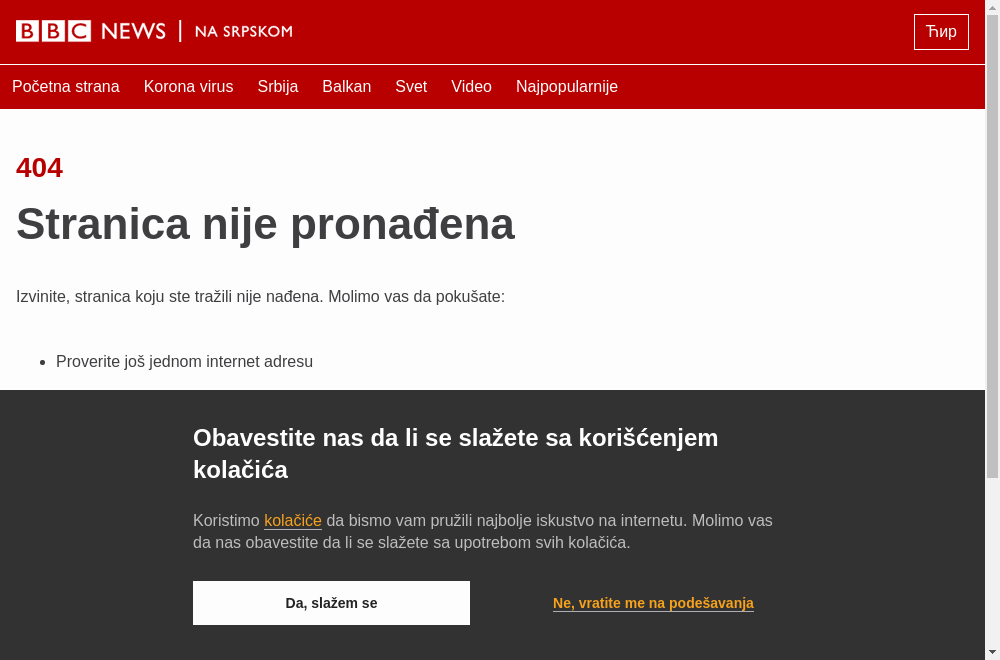 BBC NEWS | NA SRPSKOM
Ћир
Početna strana Korona virus Srbija Balkan Svet Video Najpopularnije
404
Stranica nije pronađena
Izvinite, stranica koju ste tražili nije nađena. Molimo vas da pokušate:
Proverite još jednom internet adresu
Obavestite nas da li se slažete sa korišćenjem
kolačića
Koristimo kolačiće da bismo vam pružili najbolje iskustvo na internetu. Molimo vas
da nas obavestite da li se slažete sa upotrebom svih kolačića.
Da, slažem se
Ne, vratite me na podešavanja